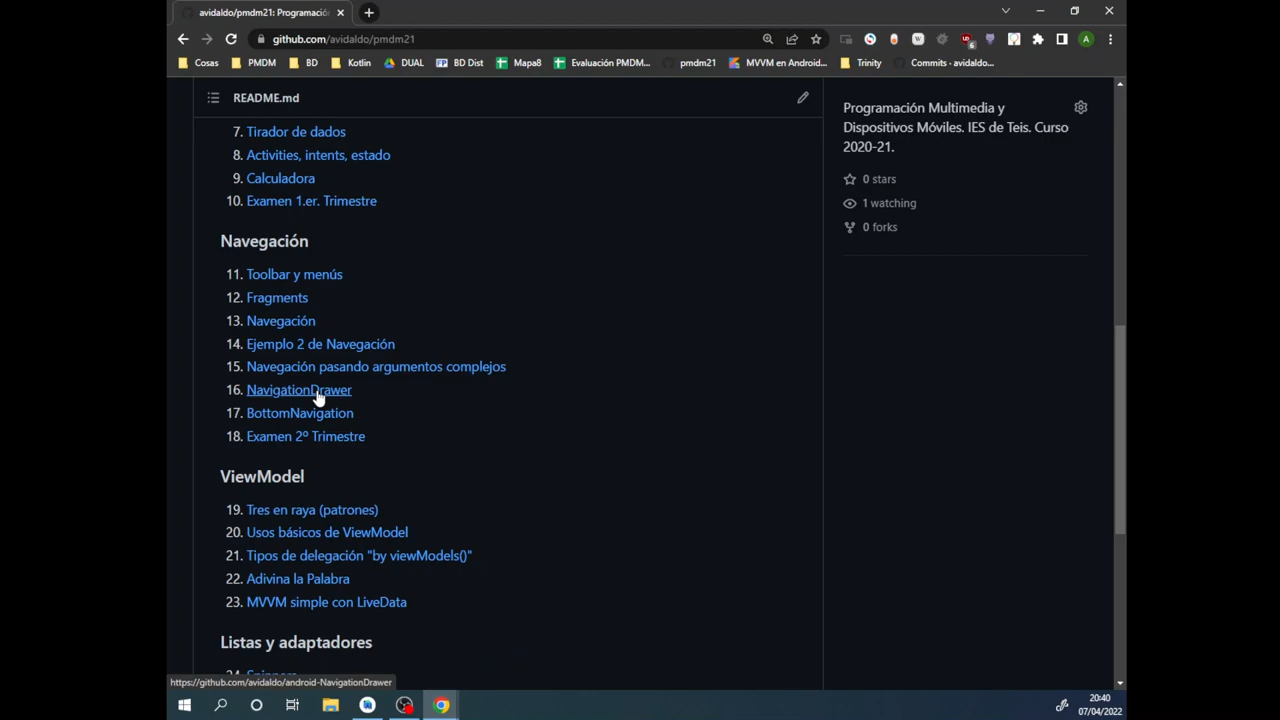 avidaldo/pmdm21: Programació
github.com/avidaldo/pmdm21
Cosas
PMDM
BD
Kotlin
DUAL
BD Dist
Mapa8
Evaluación PMDM...
pmdm21
MVVM en Android...
Trinity
Commits - avidaldo...
README.md
7. Tirador de dados
8. Activities, intents, estado
9. Calculadora
10. Examen 1.er. Trimestre
Navegación
11. Toolbar y menús
12. Fragments
13. Navegación
14. Ejemplo 2 de Navegación
15. Navegación pasando argumentos complejos
16. NavigationDrawer
17. BottomNavigation
18. Examen 2º Trimestre
ViewModel
19. Tres en raya (patrones)
20. Usos básicos de ViewModel
21. Tipos de delegación "by viewModels()"
22. Adivina la Palabra
23. MVVM simple con LiveData
Listas y adaptadores
Programación Multimedia y
Dispositivos Móviles. IES de Teis. Curso
2020-21.
0 stars
1 watching
0 forks
https://github.com/avidaldo/android-NavigationDrawer
20:40
07/04/2022